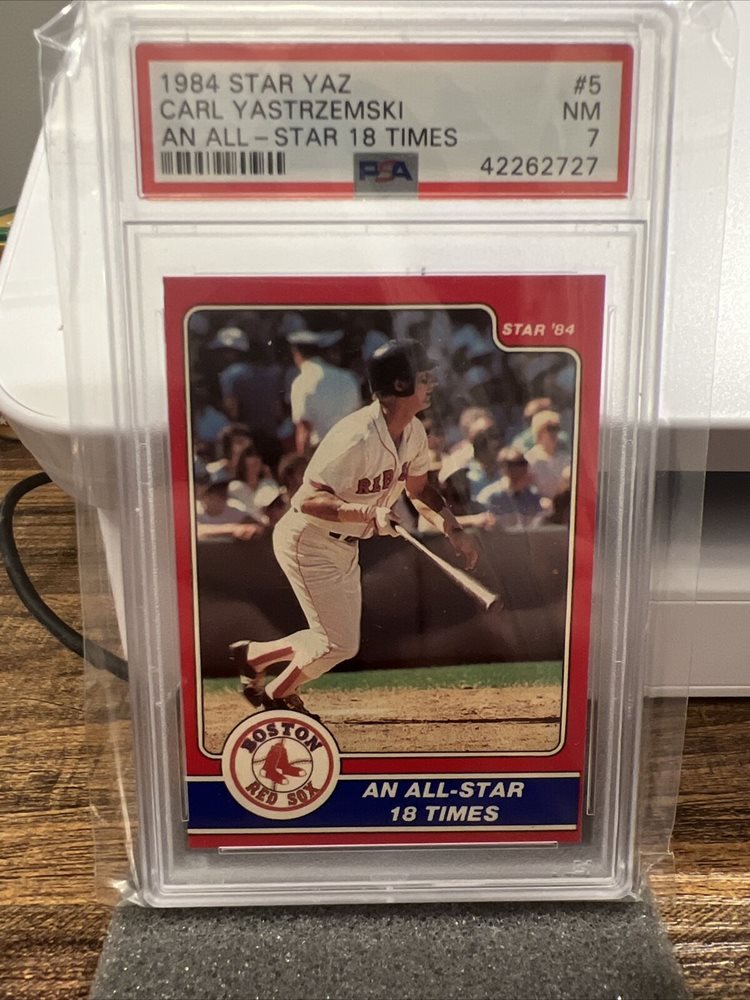 1984 STAR YAZ #5
CARL YASTRZEMSKI NM
AN ALL-STAR 18 TIMES 7
PSA 42262727
STAR '84
RED
BOSTON
RED SOX
AN ALL-STAR
18 TIMES